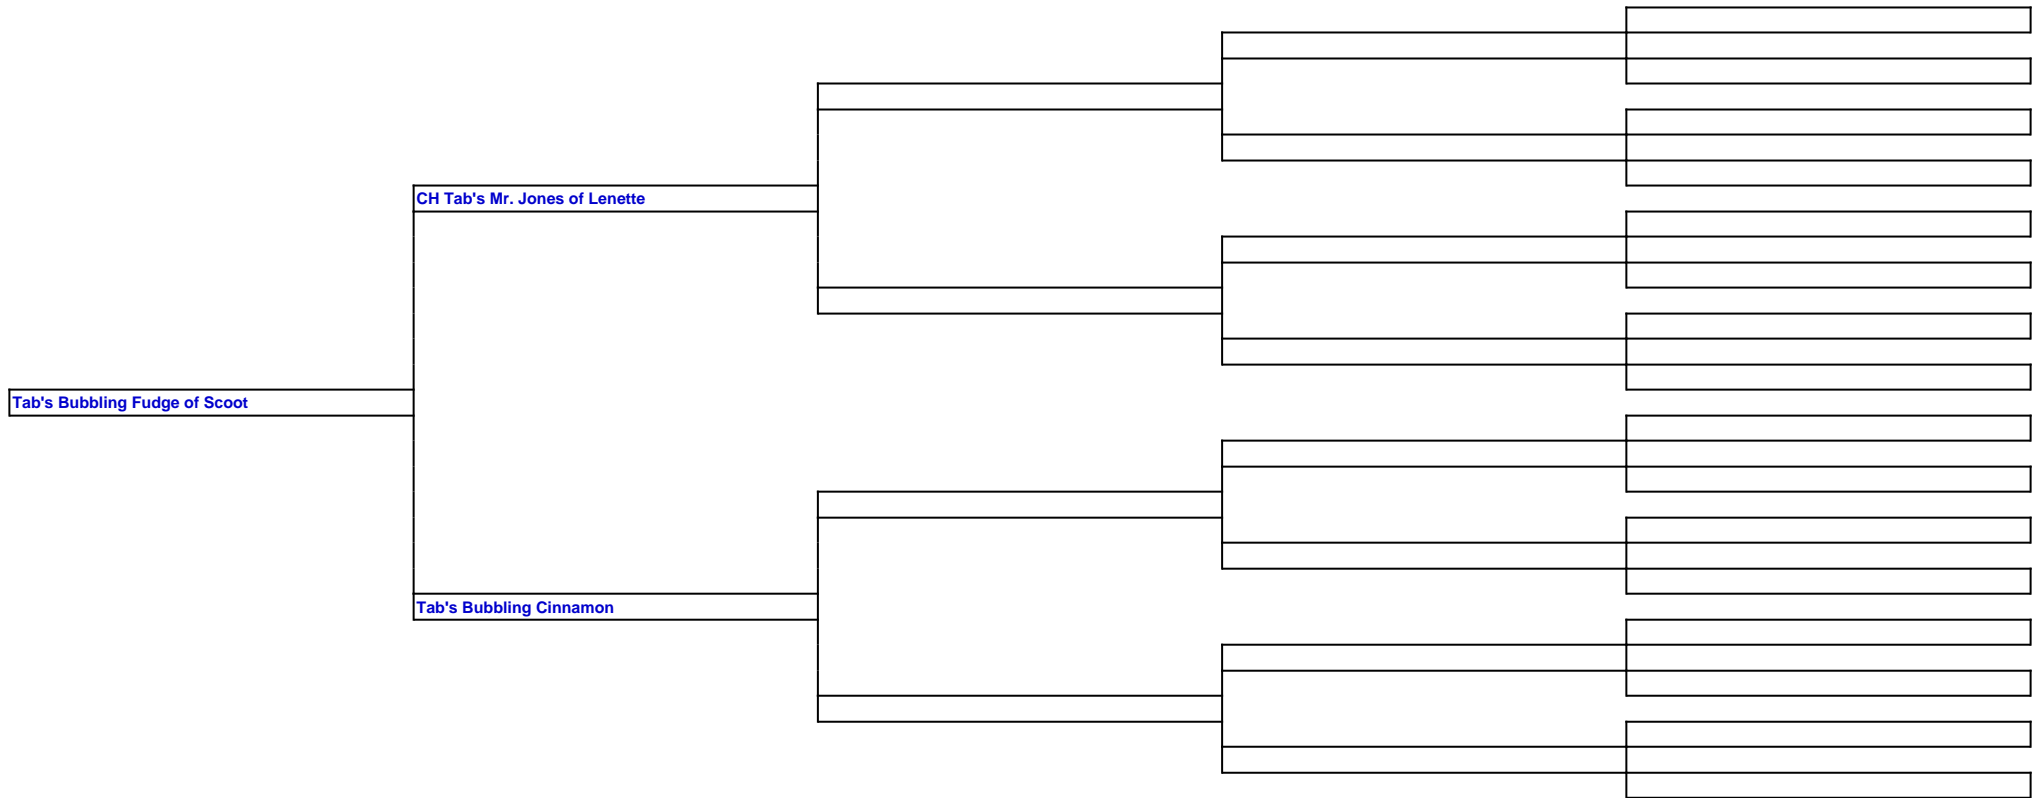 CH Tab's Mr. Jones of Lenette
Tab's Bubbling Fudge of Scoot
Tab's Bubbling Cinnamon